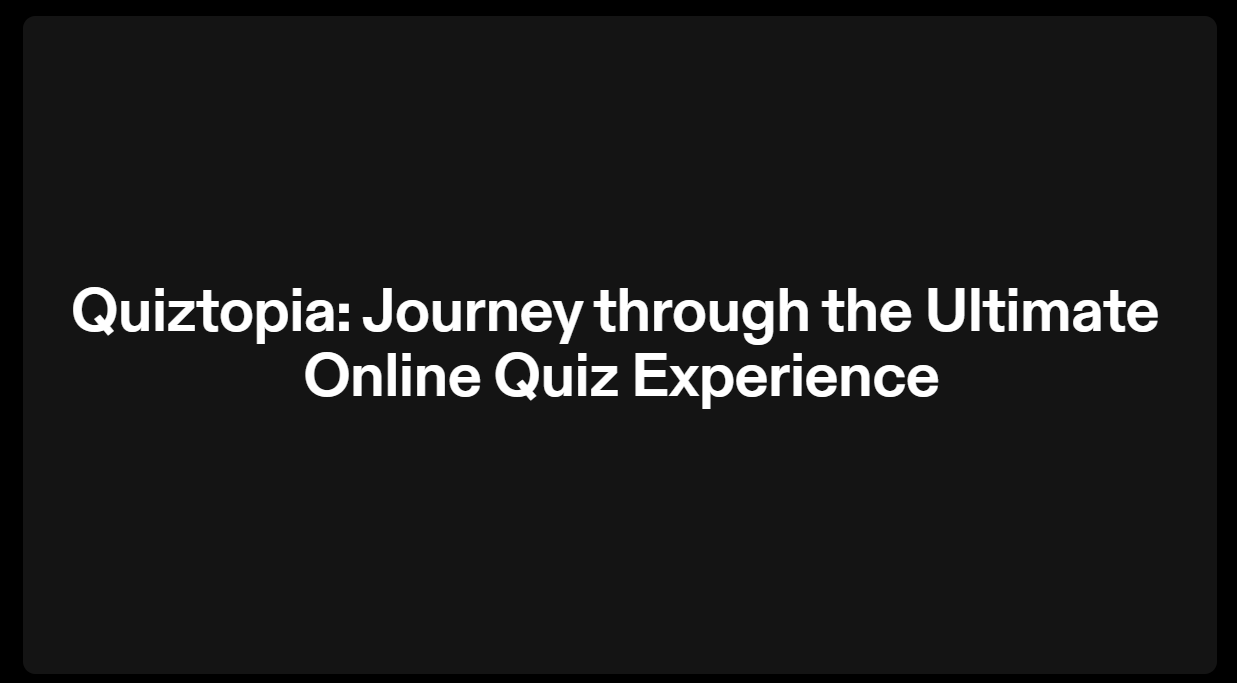 Quiztopia: Journey through the Ultimate
Online Quiz Experience